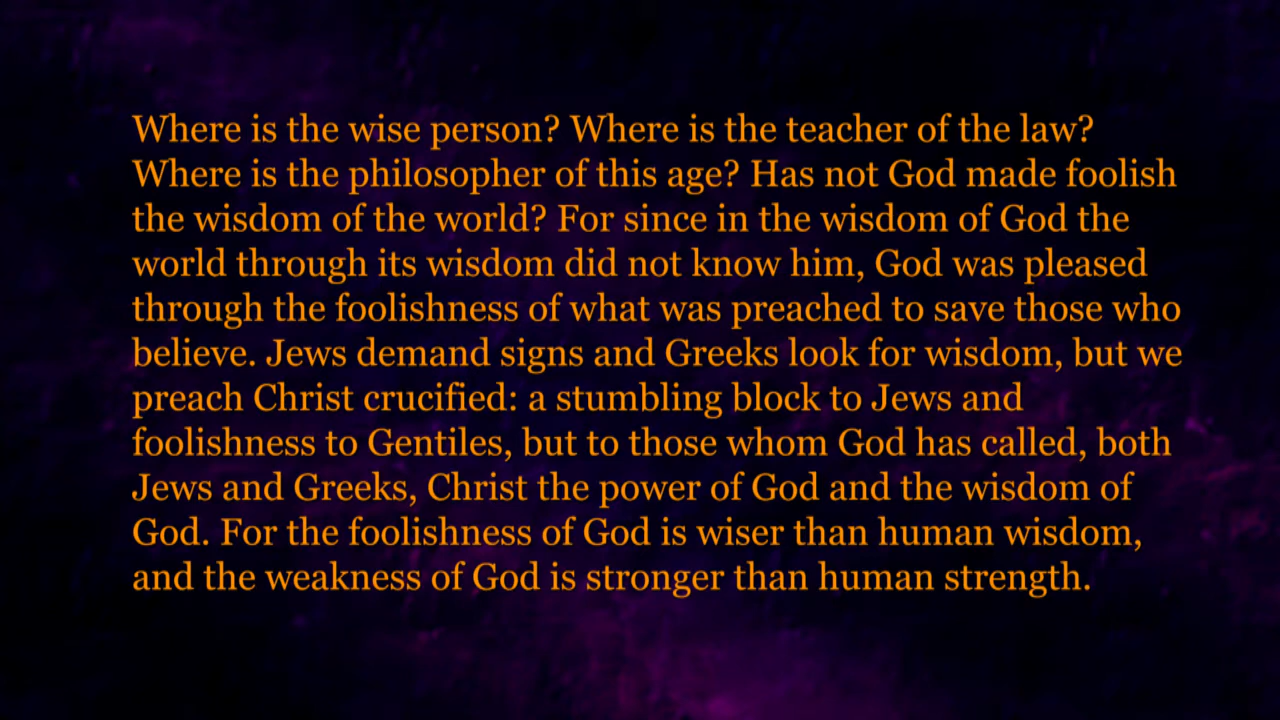 Where is the wise person? Where is the teacher of the law?
Where is the philosopher of this age? Has not God made foolish
the wisdom of the world? For since in the wisdom of God the
world through its wisdom did not know him, God was pleased
through the foolishness of what was preached to save those who
believe. Jews demand signs and Greeks look for wisdom, but we
preach Christ crucified: a stumbling block to Jews and
foolishness to Gentiles, but to those whom God has called, both
Jews and Greeks, Christ the power of God and the wisdom of
God. For the foolishness of God is wiser than human wisdom,
and the weakness of God is stronger than human strength.